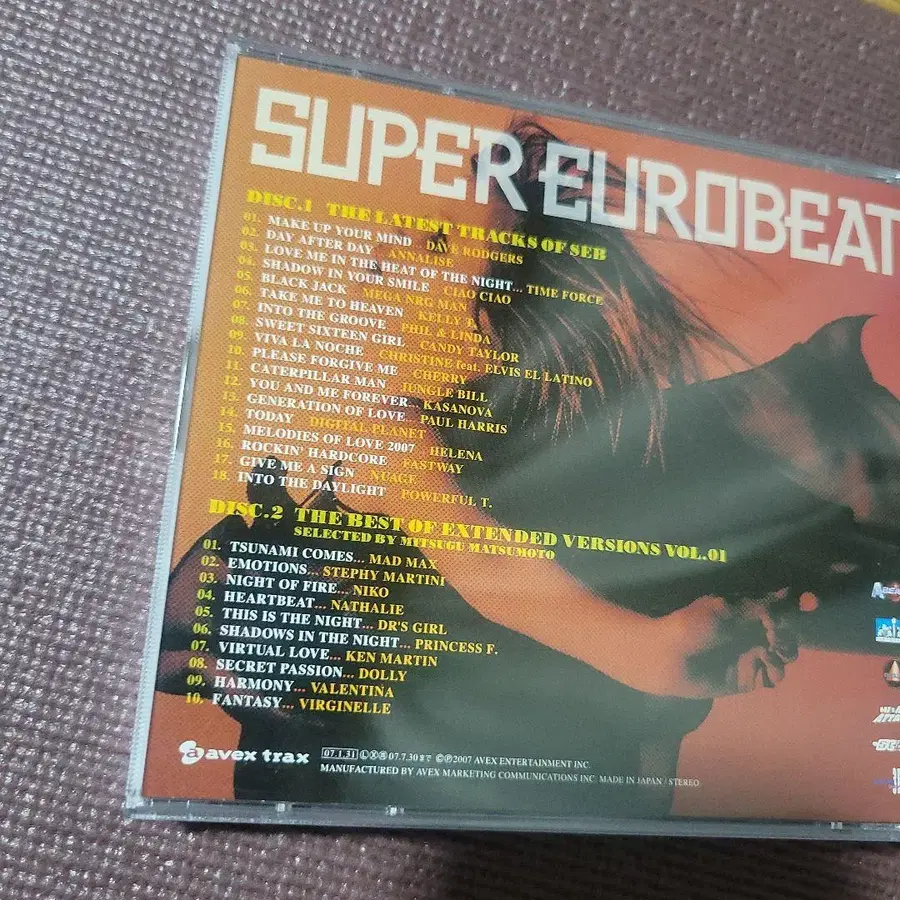 SUPER EUROBEAT
DISC.1 THE LATEST TRACKS OF SEB
01. MAKE UP YOUR MIND DAVE RODGERS
02. DAY AFTER DAY ANNALISE
03. LOVE ME IN THE HEAT OF THE NIGHT... TIME FORCE
04. SHADOW IN YOUR SMILE CIAO CIAO
05. BLACK JACK MEGA NRG MAN
06. TAKE ME TO HEAVEN KELLY T.
07. INTO THE GROOVE PHIL & LINDA
08. SWEET SIXTEEN GIRL CANDY TAYLOR
09. VIVA LA NOCHE CHRISTINE feat. ELVIS EL LATINO
10. PLEASE FORGIVE ME CHERRY
11. CATERPILLAR MAN JUNGLE BILL
12. YOU AND ME FOREVER... KASANOVA
13. GENERATION OF LOVE PAUL HARRIS
14. TODAY DIGITAL PLANET
15. MELODIES OF LOVE 2007 HELENA
16. ROCKIN' HARDCORE FASTWAY
17. GIVE ME A SIGN NUAGE
18. INTO THE DAYLIGHT POWERFUL T.
DISC.2 THE BEST OF EXTENDED VERSIONS VOL.01
SELECTED BY MITSUGU MATSUMOTO
01. TSUNAMI COMES... MAD MAX
02. EMOTIONS... STEPHY MARTINI
03. NIGHT OF FIRE... NIKO
04. HEARTBEAT... NATHALIE
05. THIS IS THE NIGHT... DR'S GIRL
06. SHADOWS IN THE NIGHT... PRINCESS F.
07. VIRTUAL LOVE... KEN MARTIN
08. SECRET PASSION... DOLLY
09. HARMONY... VALENTINA
10. FANTASY... VIRGINELLE
avex trax
07.1.31 Ⓛ Ⓧ 07.7.30まで ©℗2007 AVEX ENTERTAINMENT INC.
MANUFACTURED BY AVEX MARKETING COMMUNICATIONS INC. MADE IN JAPAN / STEREO